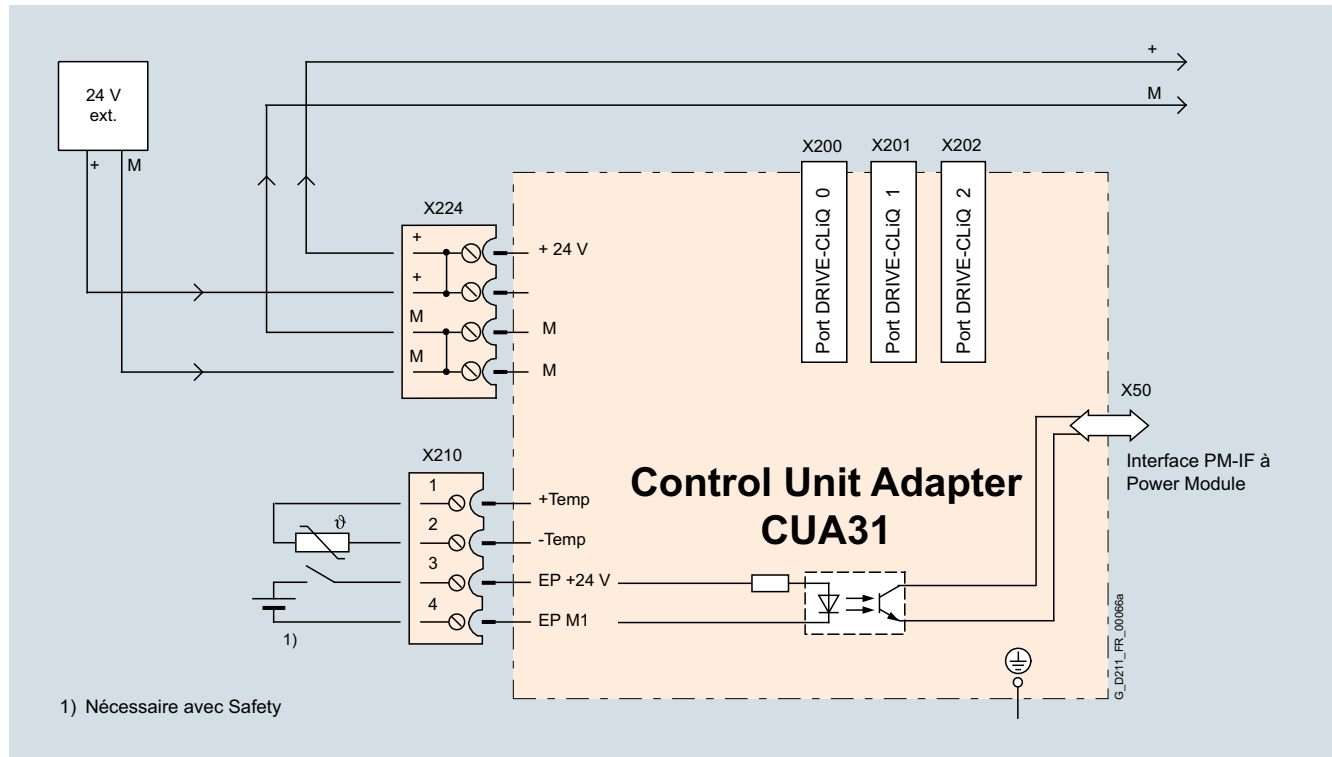 +
M
24 V
ext.
+ M
X200 X201 X202
Port DRIVE-CLiQ 0
Port DRIVE-CLiQ 1
Port DRIVE-CLiQ 2
X224
+
+ 24 V
+
M
M
M
M
X50
Interface PM-IF à
Power Module
X210
Control Unit Adapter
CUA31
1
+Temp
ϑ
2
-Temp
3
EP +24 V
4
EP M1
1)
1) Nécessaire avec Safety
G_D211_FR_00066a